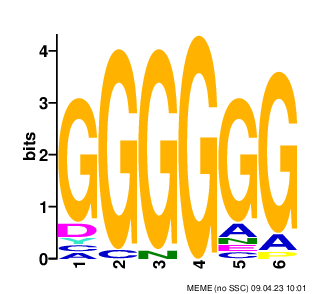 bits
4
3
2
1
0
G G G G G G
D A
Y N A
C E
A C N G P
1 2 3 4 5 6
MEME (no SSC) 09.04.23 10:01